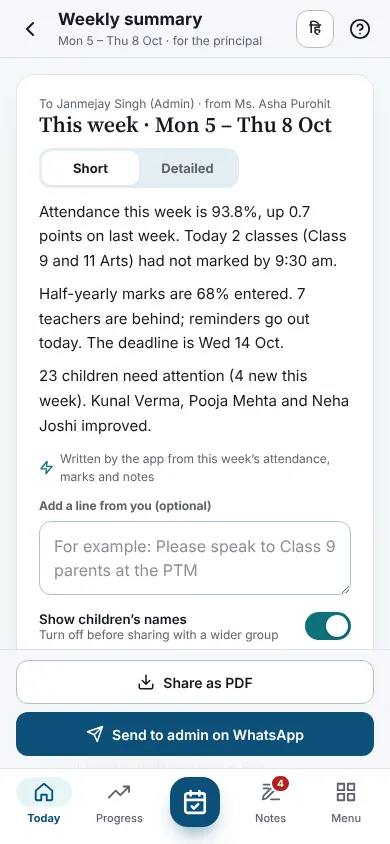 Weekly summary
Mon 5 – Thu 8 Oct · for the principal
हि
To Janmejay Singh (Admin) · from Ms. Asha Purohit
This week · Mon 5 – Thu 8 Oct
Short
Detailed
Attendance this week is 93.8%, up 0.7
points on last week. Today 2 classes (Class
9 and 11 Arts) had not marked by 9:30 am.
Half-yearly marks are 68% entered. 7
teachers are behind; reminders go out
today. The deadline is Wed 14 Oct.
23 children need attention (4 new this
week). Kunal Verma, Pooja Mehta and Neha
Joshi improved.
Written by the app from this week’s attendance,
marks and notes
Add a line from you (optional)
For example: Please speak to Class 9
parents at the PTM
Show children’s names
Turn off before sharing with a wider group
Share as PDF
Send to admin on WhatsApp
Today
Progress
4
Notes
Menu